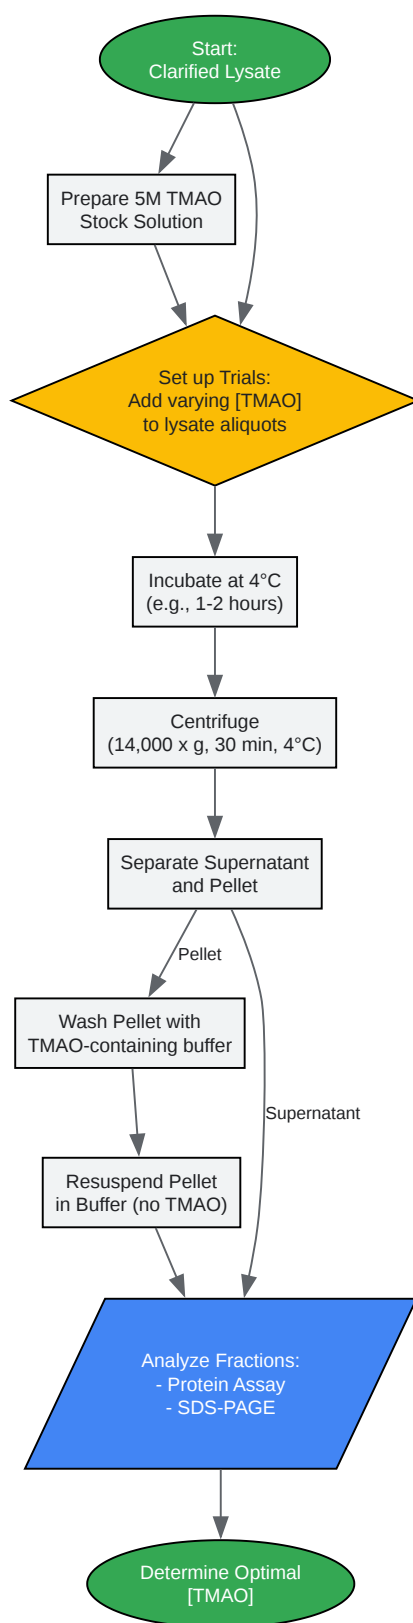 Start:
Clarified Lysate
Prepare 5M TMAO
Stock Solution
Set up Trials:
Add varying [TMAO]
to lysate aliquots
Incubate at 4°C
(e.g., 1-2 hours)
Centrifuge
(14,000 x g, 30 min, 4°C)
Separate Supernatant
and Pellet
Pellet
Wash Pellet with
TMAO-containing buffer
Supernatant
Resuspend Pellet
in Buffer (no TMAO)
Analyze Fractions:
- Protein Assay
- SDS-PAGE
Determine Optimal
[TMAO]